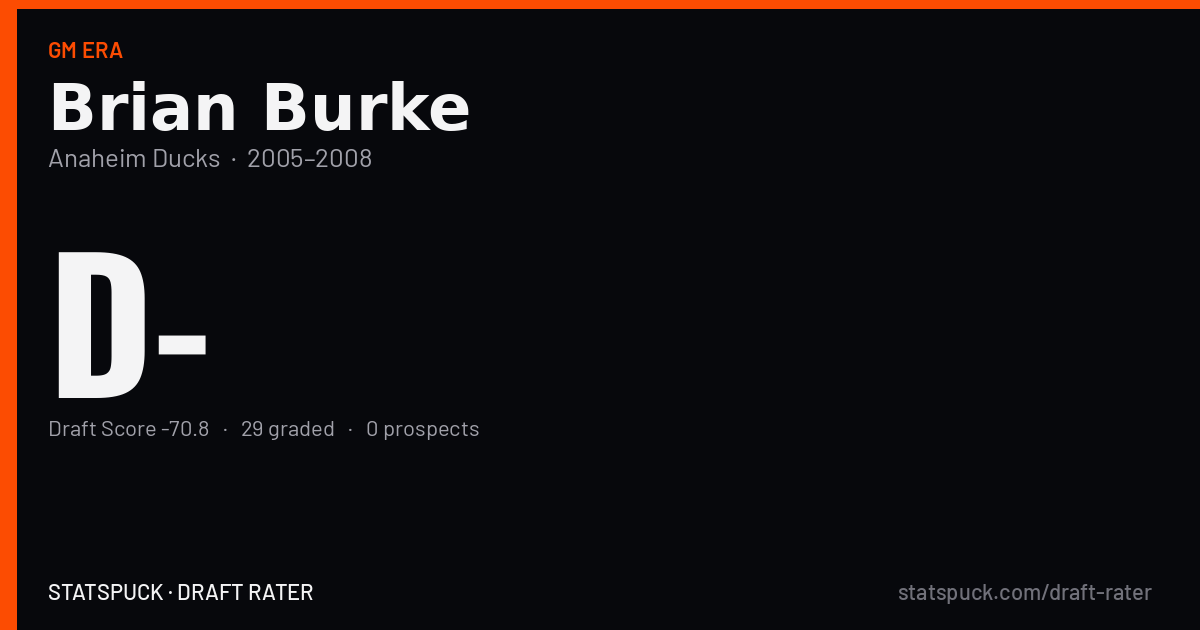 GM ERA
Brian Burke
Anaheim Ducks · 2005–2008
D-
Draft Score -70.8 · 29 graded · 0 prospects
STATSPUCK · DRAFT RATER
statspuck.com/draft-rater